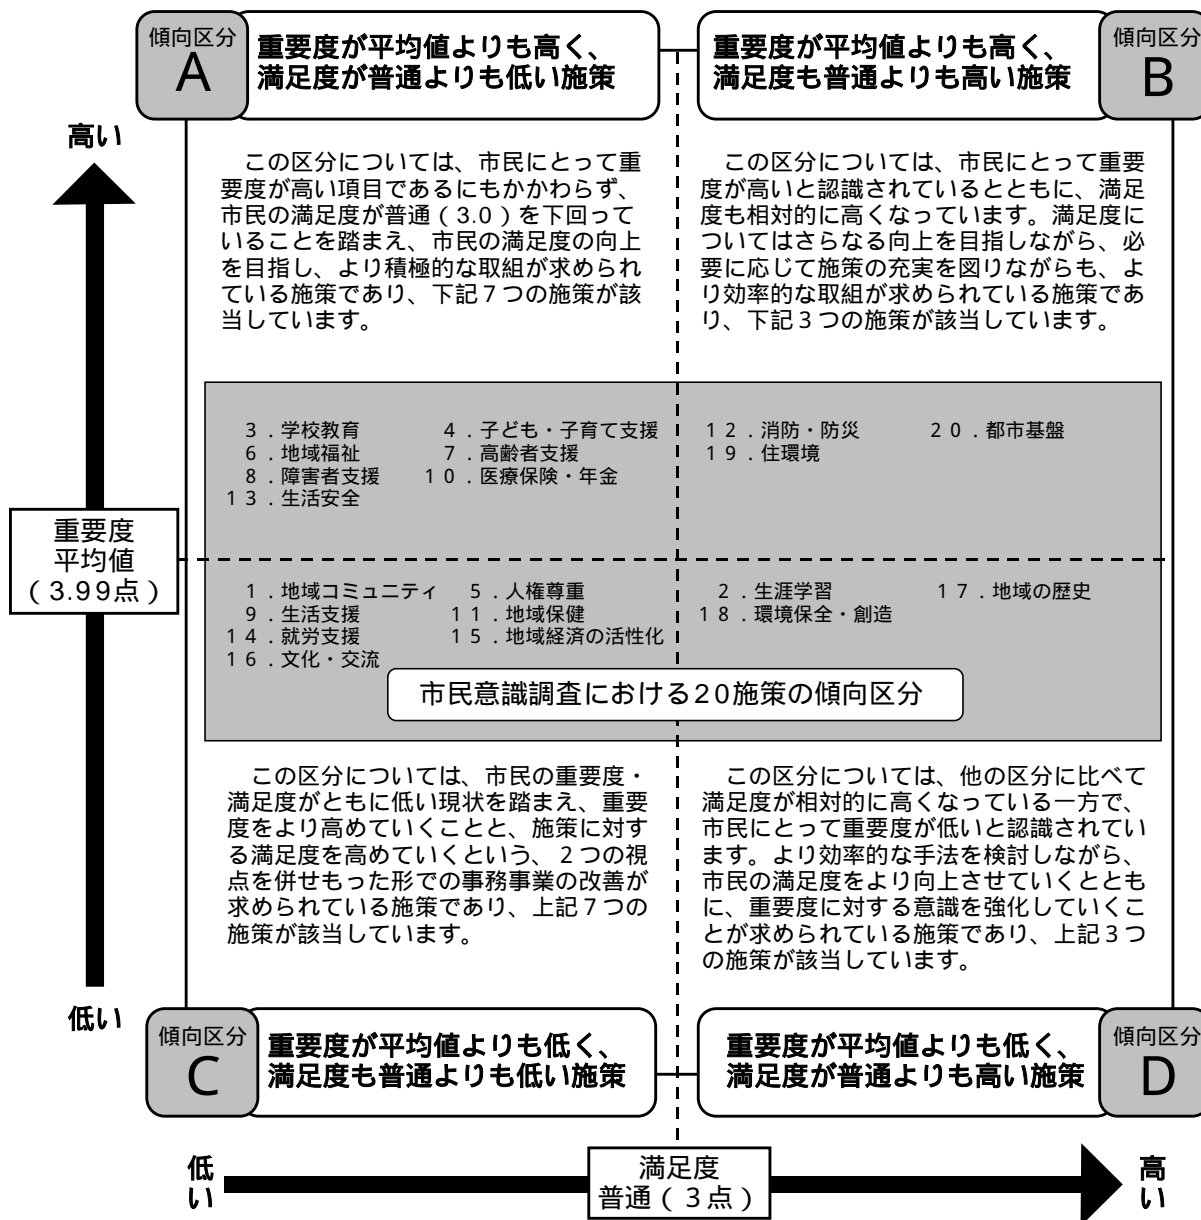 傾向区分
A
重要度が平均値よりも高く、
満足度が普通よりも低い施策
重要度が平均値よりも高く、
満足度も普通よりも高い施策
傾向区分
B
高い
この区分については、市民にとって重
要度が高い項目であるにもかかわらず、
市民の満足度が普通（3.0）を下回って
いることを踏まえ、市民の満足度の向上
を目指し、より積極的な取組が求められ
ている施策であり、下記７つの施策が該
当しています。
この区分については、市民にとって重要
度が高いと認識されているとともに、満足
度も相対的に高くなっています。満足度に
ついてはさらなる向上を目指しながら、必
要に応じて施策の充実を図りながらも、よ
り効率的な取組が求められている施策であ
り、下記３つの施策が該当しています。
３．学校教育　４．子ども・子育て支援
６．地域福祉　７．高齢者支援
８．障害者支援　１０．医療保険・年金
１３．生活安全
１２．消防・防災　２０．都市基盤
１９．住環境
重要度
平均値
（3.99点）
１．地域コミュニティ　５．人権尊重
９．生活支援　１１．地域保健
１４．就労支援　１５．地域経済の活性化
１６．文化・交流
２．生涯学習　１７．地域の歴史
１８．環境保全・創造
市民意識調査における20施策の傾向区分
この区分については、市民の重要度・
満足度がともに低い現状を踏まえ、重要
度をより高めていくことと、施策に対す
る満足度を高めていくという、２つの視
点を併せもった形での事務事業の改善が
求められている施策であり、上記７つの
施策が該当しています。
この区分については、他の区分に比べて
満足度が相対的に高くなっている一方で、
市民にとって重要度が低いと認識されてい
ます。より効率的な手法を検討しながら、
市民の満足度をより向上させていくととも
に、重要度に対する意識を強化していくこ
とが求められている施策であり、上記３つ
の施策が該当しています。
低い
傾向区分
C
重要度が平均値よりも低く、
満足度も普通よりも低い施策
重要度が平均値よりも低く、
満足度が普通よりも高い施策
傾向区分
D
低い
満足度
普通（３点）
高い